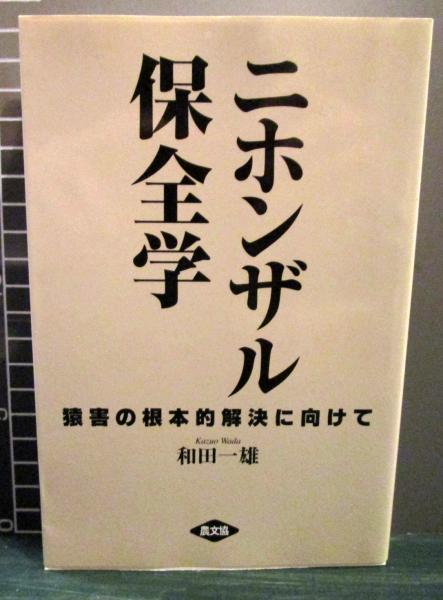 ニホンザル
保全学
猿害の根本的解決に向けて
Kazuo Wada
和田一雄
農文協